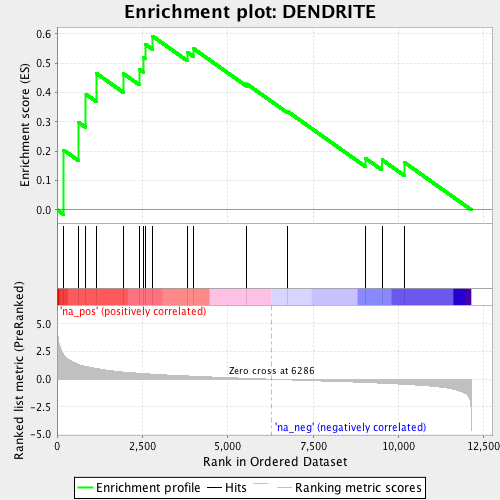 Enrichment plot: DENDRITE
Enrichment score (ES)
0.6
0.5
0.4
0.3
0.2
0.1
0.0
'na_pos' (positively correlated)
Ranked list metric (PreRanked)
5.0
2.5
0.0
-2.5
-5.0
Zero cross at 6286
'na_neg' (negatively correlated)
0
2,500
5,000
7,500
10,000
12,500
Rank in Ordered Dataset
Enrichment profile
Hits
Ranking metric scores